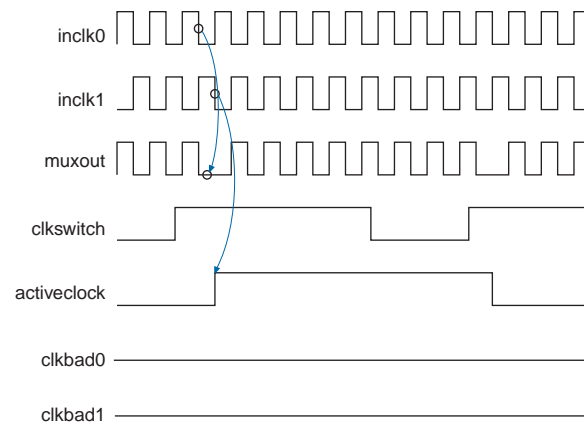 inclk0
inclk1
muxout
clkswitch
activeclock
clkbad0
clkbad1